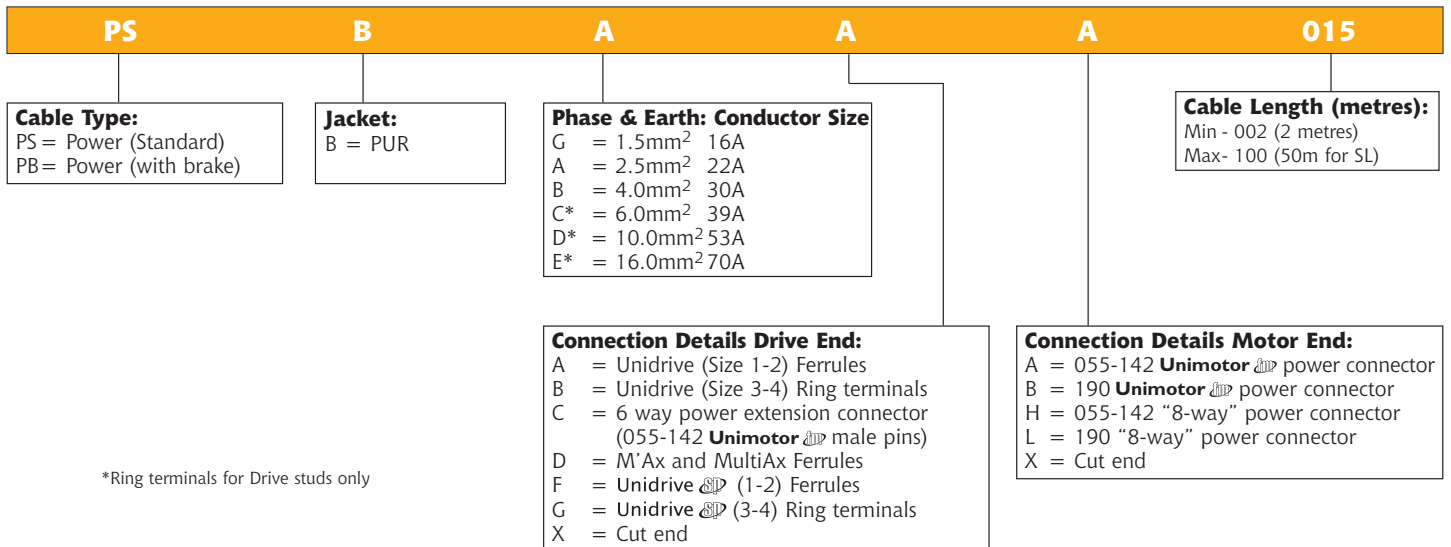 PS B A A A 015
Cable Type:
PS = Power (Standard)
PB = Power (with brake)
Jacket:
B = PUR
Phase & Earth: Conductor Size
G = 1.5mm² 16A
A = 2.5mm² 22A
B = 4.0mm² 30A
C* = 6.0mm² 39A
D* = 10.0mm² 53A
E* = 16.0mm² 70A
Cable Length (metres):
Min - 002 (2 metres)
Max- 100 (50m for SL)
Connection Details Drive End:
A = Unidrive (Size 1-2) Ferrules
B = Unidrive (Size 3-4) Ring terminals
C = 6 way power extension connector
(055-142 Unimotor fm male pins)
D = M'Ax and MultiAx Ferrules
F = Unidrive SP (1-2) Ferrules
G = Unidrive SP (3-4) Ring terminals
X = Cut end
Connection Details Motor End:
A = 055-142 Unimotor fm power connector
B = 190 Unimotor fm power connector
H = 055-142 “8-way” power connector
L = 190 “8-way” power connector
X = Cut end
*Ring terminals for Drive studs only